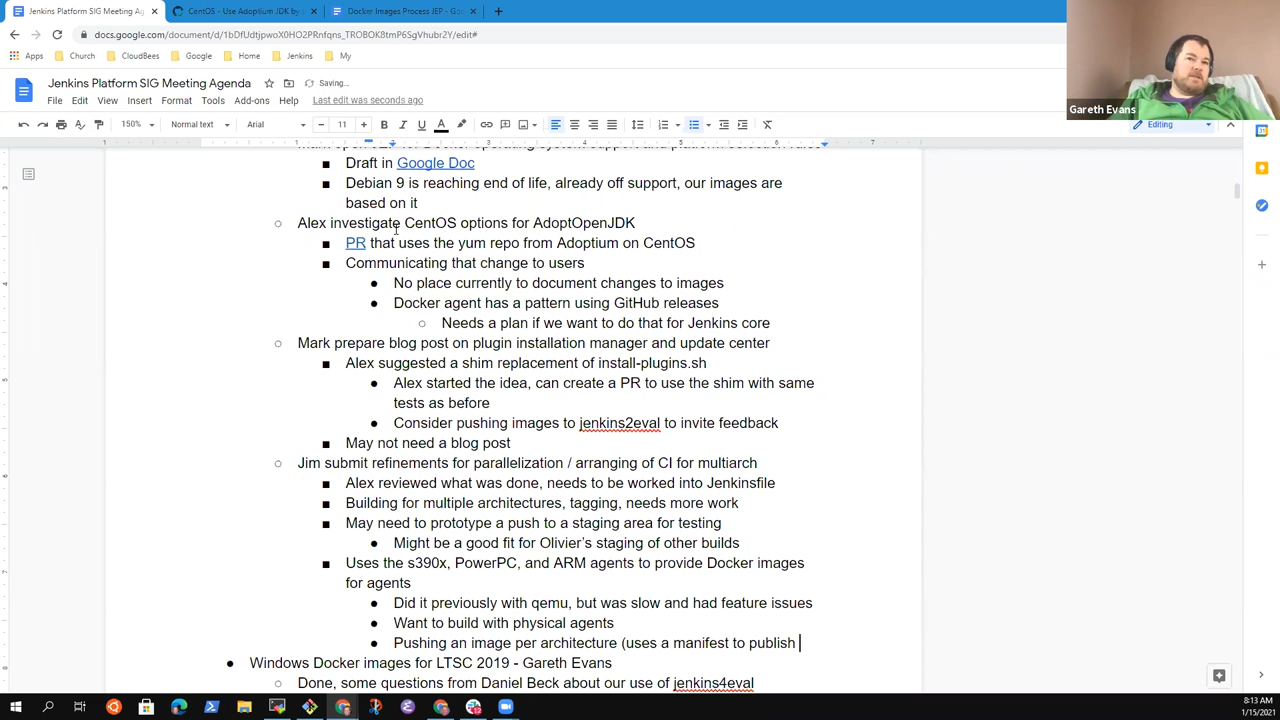 Jenkins Platform SIG Meeting Ag
CentOS - Use Adoptium JDK by
Docker Images Process JEP - Go
docs.google.com/document/d/1bDfUdtjpwoX0HO2PRnfqns_TROBOK8tmP6SgVhubr2Y/edit#
Apps Church CloudBees Google Home Jenkins My
Jenkins Platform SIG Meeting Agenda
Saving...
File Edit View Insert Format Tools Add-ons Help Last edit was seconds ago
150% Normal text Arial 11 Editing
Gareth Evans
Draft in Google Doc
Debian 9 is reaching end of life, already off support, our images are
based on it
Alex investigate CentOS options for AdoptOpenJDK
PR that uses the yum repo from Adoptium on CentOS
Communicating that change to users
No place currently to document changes to images
Docker agent has a pattern using GitHub releases
Needs a plan if we want to do that for Jenkins core
Mark prepare blog post on plugin installation manager and update center
Alex suggested a shim replacement of install-plugins.sh
Alex started the idea, can create a PR to use the shim with same
tests as before
Consider pushing images to jenkins2eval to invite feedback
May not need a blog post
Jim submit refinements for parallelization / arranging of CI for multiarch
Alex reviewed what was done, needs to be worked into Jenkinsfile
Building for multiple architectures, tagging, needs more work
May need to prototype a push to a staging area for testing
Might be a good fit for Olivier's staging of other builds
Uses the s390x, PowerPC, and ARM agents to provide Docker images
for agents
Did it previously with qemu, but was slow and had feature issues
Want to build with physical agents
Pushing an image per architecture (uses a manifest to publish
Windows Docker images for LTSC 2019 - Gareth Evans
Done, some questions from Daniel Beck about our use of jenkins4eval
8:13 AM
1/15/2021